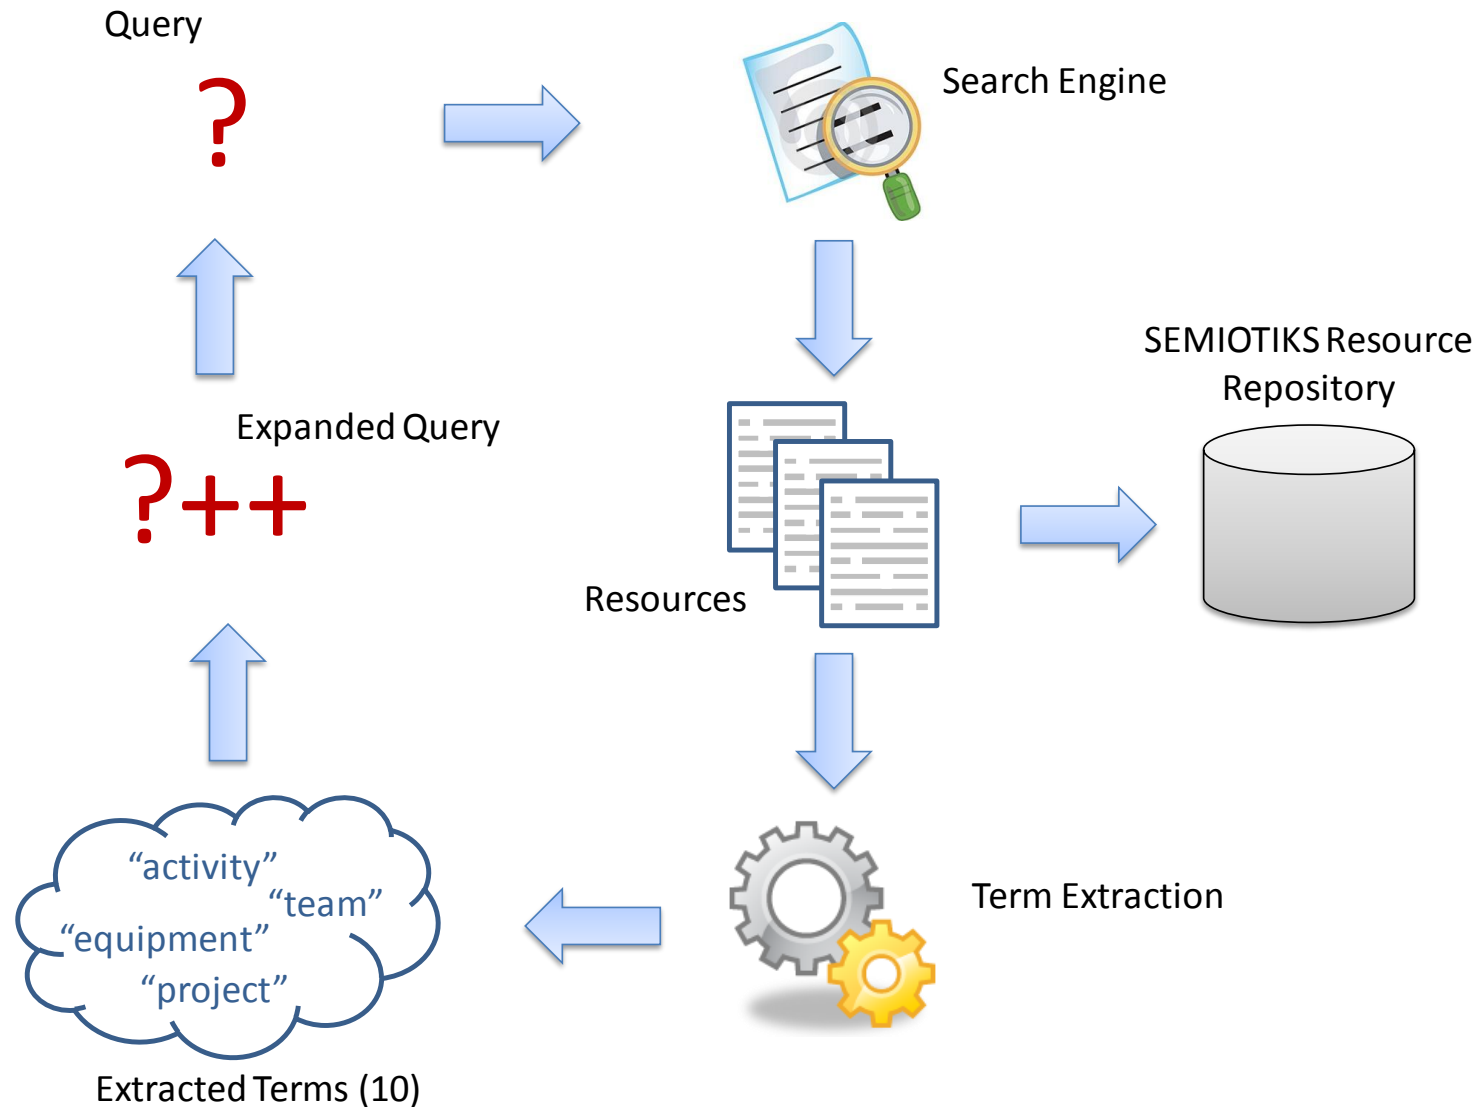 Query
?
Search Engine
SEMIOTIKS Resource
Repository
Expanded Query
?++
Resources
“activity”
“team”
“equipment”
“project”
Term Extraction
Extracted Terms (10)